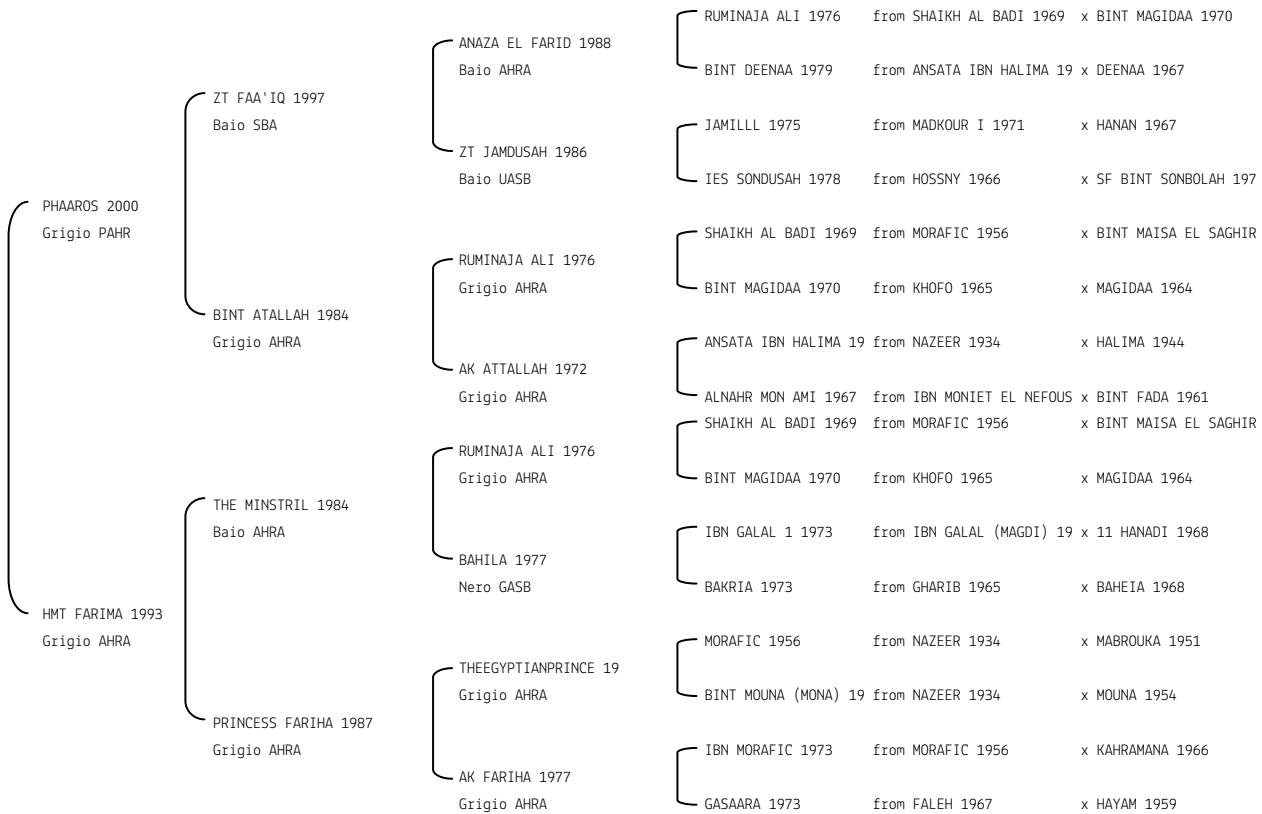 RUMINAJA ALI 1976 from SHAIKH AL BADI 1969 x BINT MAGIDAA 1970
ANAZA EL FARID 1988
Baio AHRA
BINT DEENAA 1979 from ANSATA IBN HALIMA 19 x DEENAA 1967
ZT FAA'IQ 1997
Baio SBA
JAMILLL 1975 from MADKOUR I 1971 x HANAN 1967
ZT JAMDUSAH 1986
Baio UASB
IES SONDUSAH 1978 from HOSSNY 1966 x SF BINT SONBOLAH 197
PHAAROS 2000
Grigio PAHR
SHAIKH AL BADI 1969 from MORAFIC 1956 x BINT MAISA EL SAGHIR
RUMINAJA ALI 1976
Grigio AHRA
BINT MAGIDAA 1970 from KHOFO 1965 x MAGIDAA 1964
BINT ATALLAH 1984
Grigio AHRA
ANSATA IBN HALIMA 19 from NAZEER 1934 x HALIMA 1944
AK ATTALLAH 1972
Grigio AHRA
ALNAHR MON AMI 1967 from IBN MONIET EL NEFOUS x BINT FADA 1961
SHAIKH AL BADI 1969 from MORAFIC 1956 x BINT MAISA EL SAGHIR
RUMINAJA ALI 1976
Grigio AHRA
BINT MAGIDAA 1970 from KHOFO 1965 x MAGIDAA 1964
THE MINSTRIL 1984
Baio AHRA
IBN GALAL 1 1973 from IBN GALAL (MAGDI) 19 x 11 HANADI 1968
BAHILA 1977
Nero GASB
BAKRIA 1973 from GHARIB 1965 x BAHEIA 1968
HMT FARIMA 1993
Grigio AHRA
MORAFIC 1956 from NAZEER 1934 x MABROUKA 1951
THEEGYPTIANPRINCE 19
Grigio AHRA
BINT MOUNA (MONA) 19 from NAZEER 1934 x MOUNA 1954
PRINCESS FARIHA 1987
Grigio AHRA
IBN MORAFIC 1973 from MORAFIC 1956 x KAHRAMANA 1966
AK FARIHA 1977
Grigio AHRA
GASAARA 1973 from FALEH 1967 x HAYAM 1959